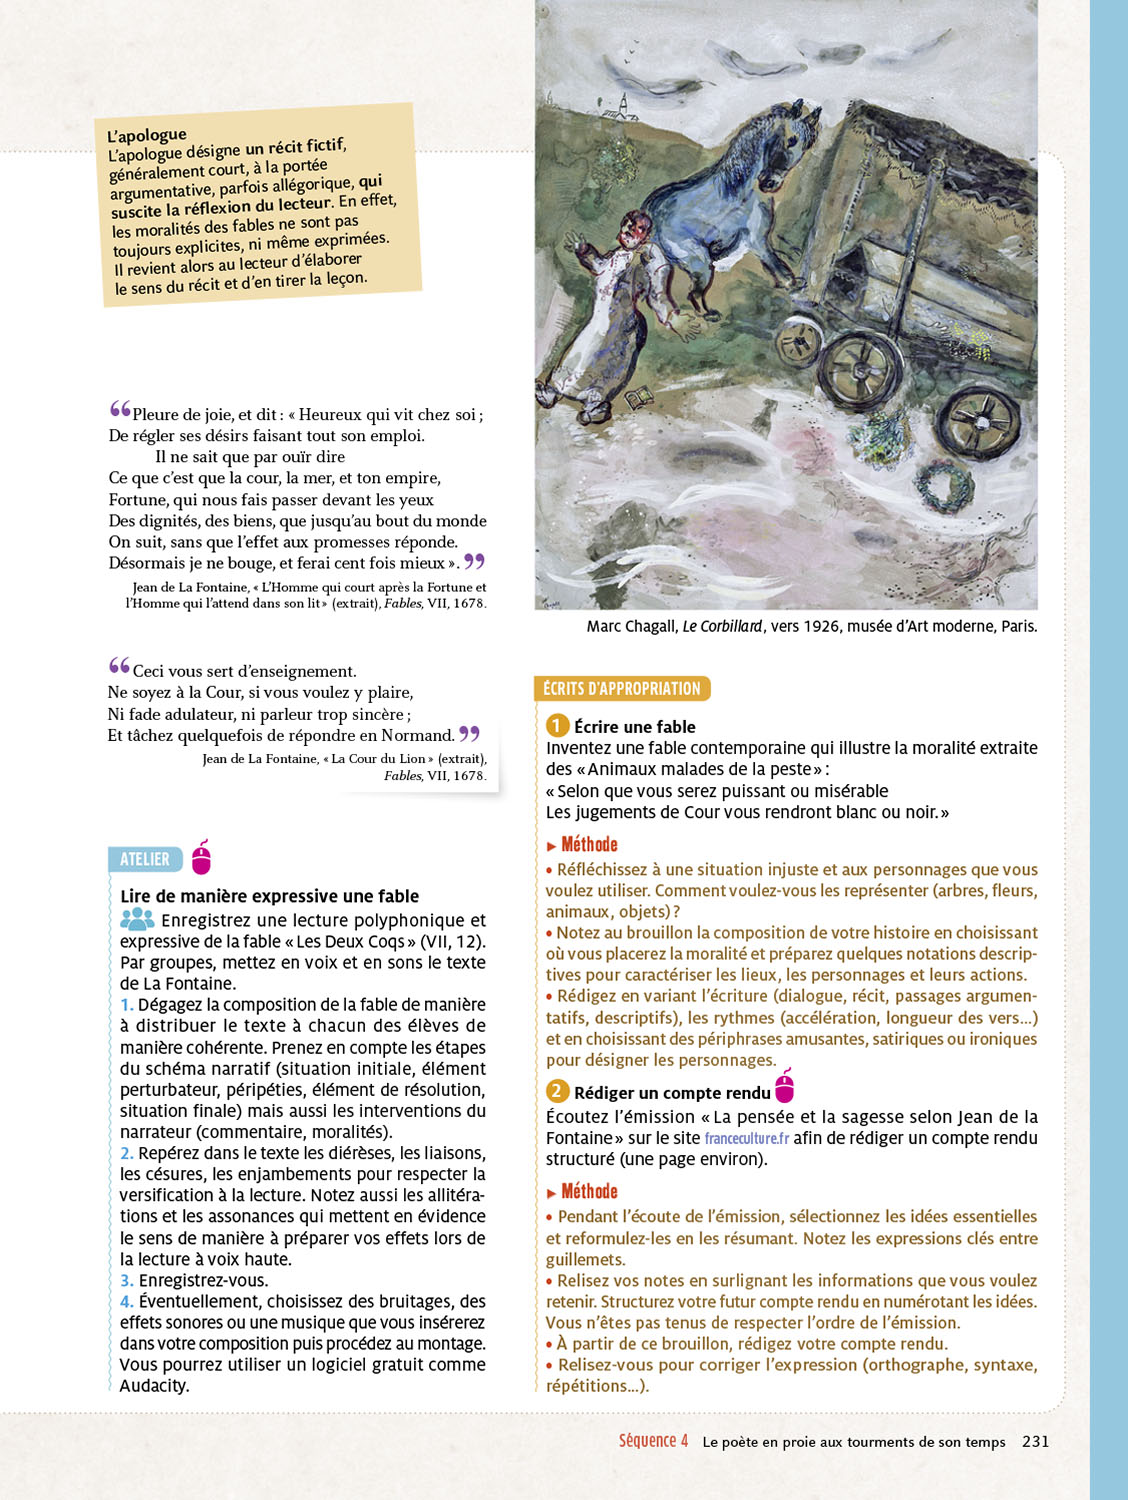 L'apologue
L'apologue désigne un récit fictif,
généralement court, à la portée
argumentative, parfois allégorique, qui
suscite la réflexion du lecteur. En effet,
les moralités des fables ne sont pas
toujours explicites, ni même exprimées.
Il revient alors au lecteur d'élaborer
le sens du récit et d'en tirer la leçon.
“Pleure de joie, et dit : « Heureux qui vit chez soi ;
De régler ses désirs faisant tout son emploi.
Il ne sait que par ouïr dire
Ce que c'est que la cour, la mer, et ton empire,
Fortune, qui nous fais passer devant les yeux
Des dignités, des biens, que jusqu'au bout du monde
On suit, sans que l'effet aux promesses réponde.
Désormais je ne bouge, et ferai cent fois mieux ». ”
Jean de La Fontaine, « L'Homme qui court après la Fortune et
l'Homme qui l'attend dans son lit » (extrait), Fables, VII, 1678.
“Ceci vous sert d'enseignement.
Ne soyez à la Cour, si vous voulez y plaire,
Ni fade adulateur, ni parleur trop sincère ;
Et tâchez quelquefois de répondre en Normand. ”
Jean de La Fontaine, « La Cour du Lion » (extrait),
Fables, VII, 1678.
ATELIER
Lire de manière expressive une fable
Enregistrez une lecture polyphonique et
expressive de la fable « Les Deux Coqs » (VII, 12).
Par groupes, mettez en voix et en sons le texte
de La Fontaine.
1. Dégagez la composition de la fable de manière
à distribuer le texte à chacun des élèves de
manière cohérente. Prenez en compte les étapes
du schéma narratif (situation initiale, élément
perturbateur, péripéties, élément de résolution,
situation finale) mais aussi les interventions du
narrateur (commentaire, moralités).
2. Repérez dans le texte les diérèses, les liaisons,
les césures, les enjambements pour respecter la
versification à la lecture. Notez aussi les allitéra-
tions et les assonances qui mettent en évidence
le sens de manière à préparer vos effets lors de
la lecture à voix haute.
3. Enregistrez-vous.
4. Éventuellement, choisissez des bruitages, des
effets sonores ou une musique que vous insérerez
dans votre composition puis procédez au montage.
Vous pourrez utiliser un logiciel gratuit comme
Audacity.
Marc Chagall, Le Corbillard, vers 1926, musée d'Art moderne, Paris.
ÉCRITS D'APPROPRIATION
1 Écrire une fable
Inventez une fable contemporaine qui illustre la moralité extraite
des « Animaux malades de la peste » :
« Selon que vous serez puissant ou misérable
Les jugements de Cour vous rendront blanc ou noir. »
► Méthode
• Réfléchissez à une situation injuste et aux personnages que vous
voulez utiliser. Comment voulez-vous les représenter (arbres, fleurs,
animaux, objets) ?
• Notez au brouillon la composition de votre histoire en choisissant
où vous placerez la moralité et préparez quelques notations descrip-
tives pour caractériser les lieux, les personnages et leurs actions.
• Rédigez en variant l'écriture (dialogue, récit, passages argumen-
tatifs, descriptifs), les rythmes (accélération, longueur des vers...)
et en choisissant des périphrases amusantes, satiriques ou ironiques
pour désigner les personnages.
2 Rédiger un compte rendu
Écoutez l'émission « La pensée et la sagesse selon Jean de la
Fontaine » sur le site franceculture.fr afin de rédiger un compte rendu
structuré (une page environ).
► Méthode
• Pendant l'écoute de l'émission, sélectionnez les idées essentielles
et reformulez-les en les résumant. Notez les expressions clés entre
guillemets.
• Relisez vos notes en surlignant les informations que vous voulez
retenir. Structurez votre futur compte rendu en numérotant les idées.
Vous n'êtes pas tenus de respecter l'ordre de l'émission.
• À partir de ce brouillon, rédigez votre compte rendu.
• Relisez-vous pour corriger l'expression (orthographe, syntaxe,
répétitions...).
Séquence 4 Le poète en proie aux tourments de son temps 231